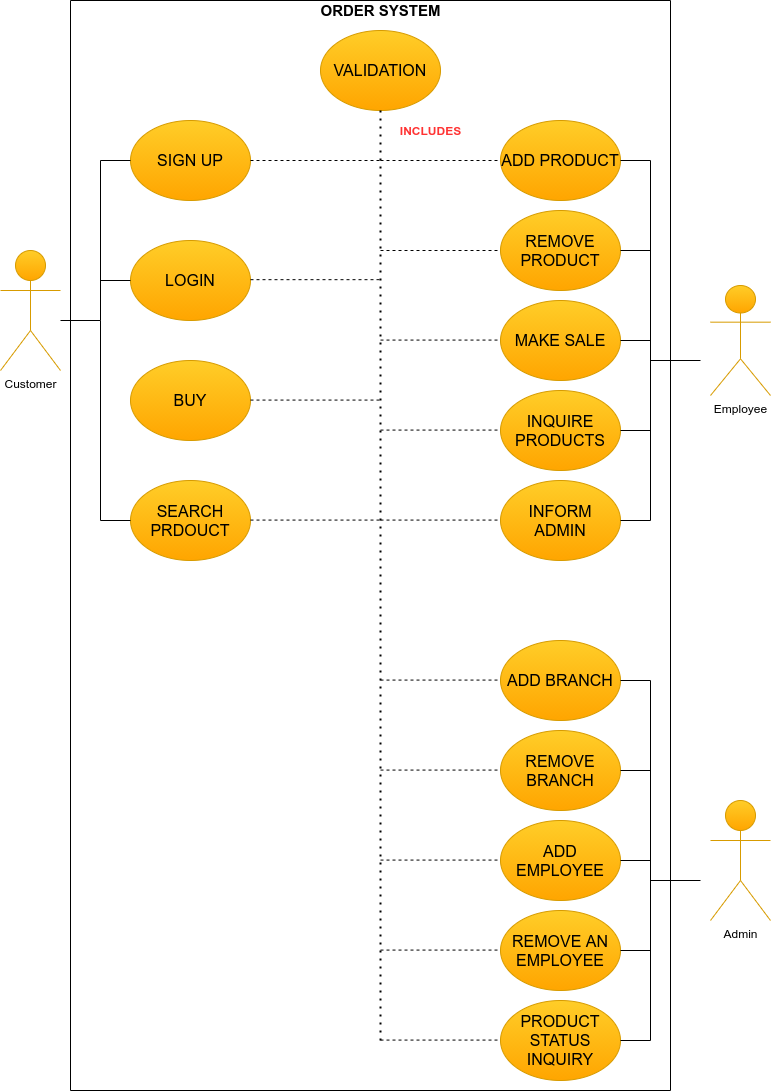 ORDER SYSTEM
VALIDATION
INCLUDES
SIGN UP
LOGIN
BUY
SEARCH
PRDOUCT
Customer
ADD PRODUCT
REMOVE
PRODUCT
MAKE SALE
INQUIRE
PRODUCTS
INFORM
ADMIN
Employee
ADD BRANCH
REMOVE
BRANCH
ADD
EMPLOYEE
REMOVE AN
EMPLOYEE
PRODUCT
STATUS
INQUIRY
Admin